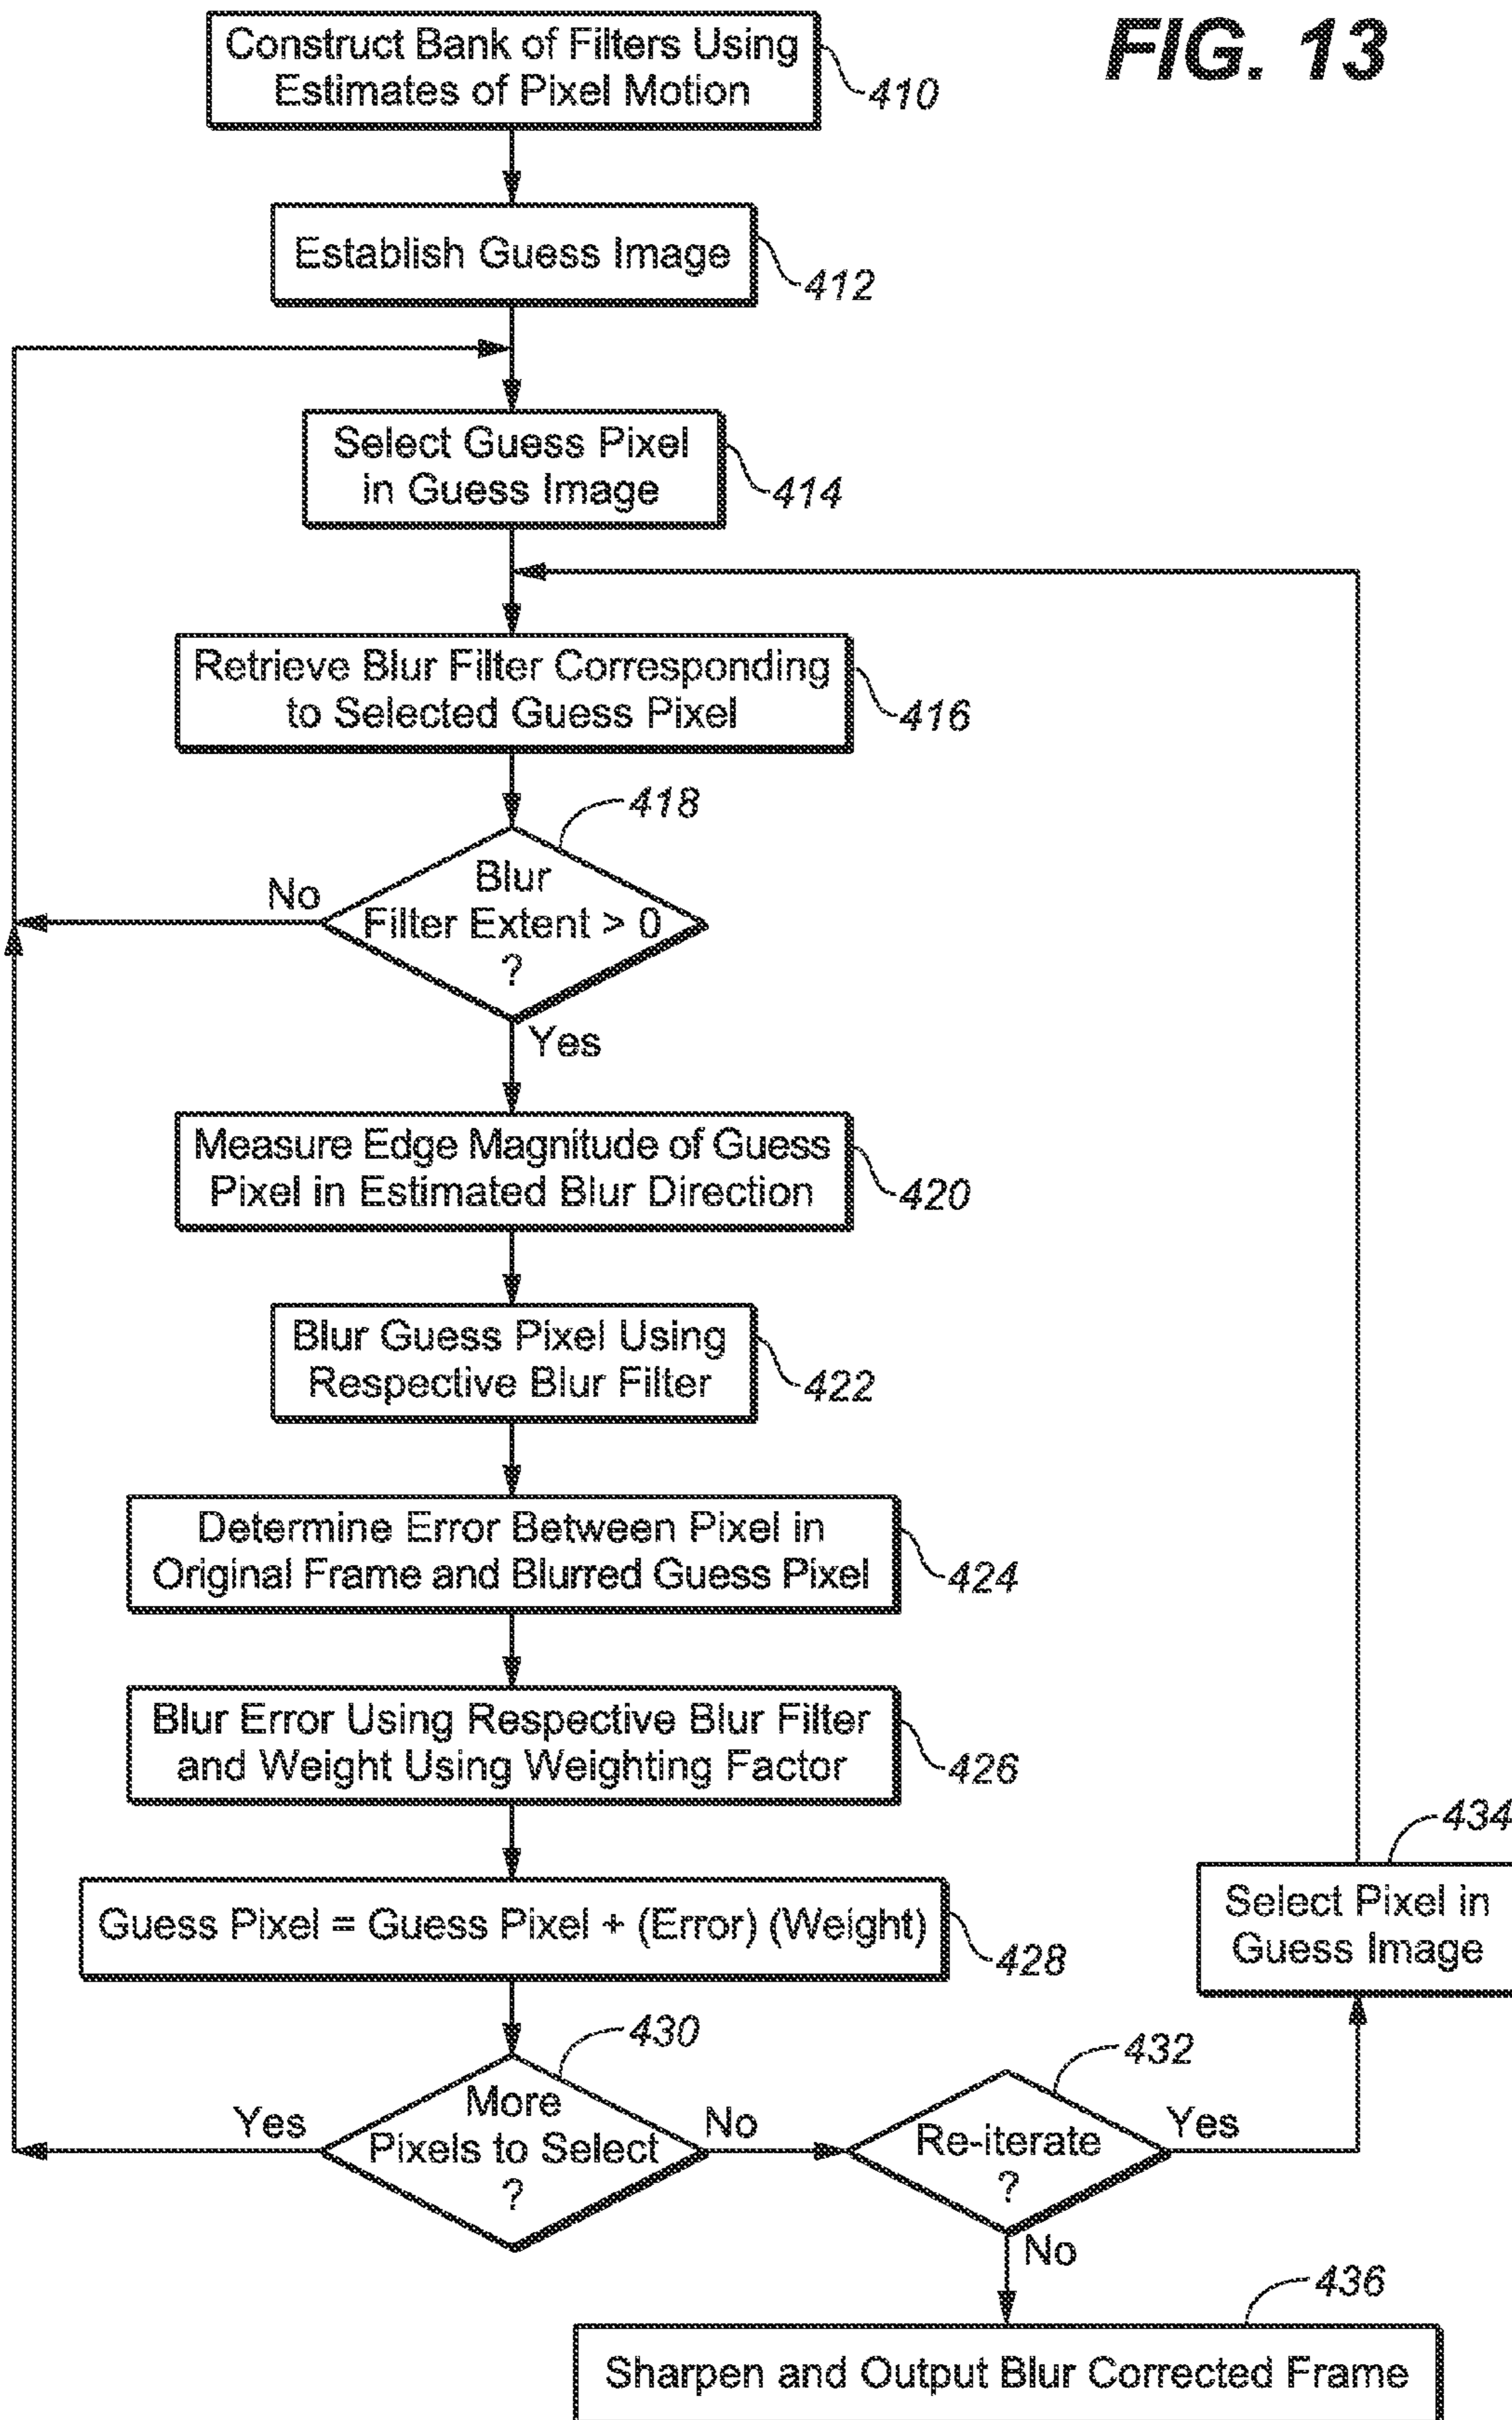 FIG. 13
Construct Bank of Filters Using
Estimates of Pixel Motion
410
Establish Guess Image
412
Select Guess Pixel
in Guess Image
414
Retrieve Blur Filter Corresponding
to Selected Guess Pixel
416
418
Blur
Filter Extent > 0
?
No
Yes
Measure Edge Magnitude of Guess
Pixel in Estimated Blur Direction
420
Blur Guess Pixel Using
Respective Blur Filter
422
Determine Error Between Pixel in
Original Frame and Blurred Guess Pixel
424
Blur Error Using Respective Blur Filter
and Weight Using Weighting Factor
426
Guess Pixel = Guess Pixel + (Error) (Weight)
428
434
Select Pixel in
Guess Image
430
More
Pixels to Select
?
Yes
No
432
Re-iterate
?
Yes
No
436
Sharpen and Output Blur Corrected Frame